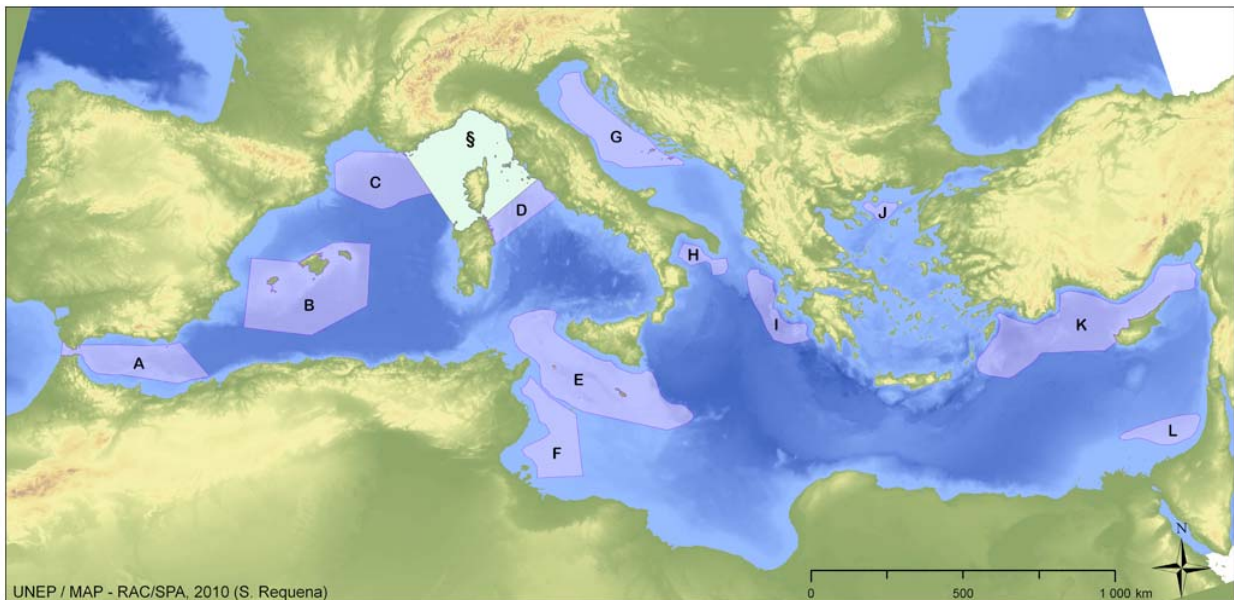 §
G
C
D
J
H
B
I
K
A
E
L
F
N
0 500 1 000 km
UNEP / MAP - RAC/SPA, 2010 (S. Requena)